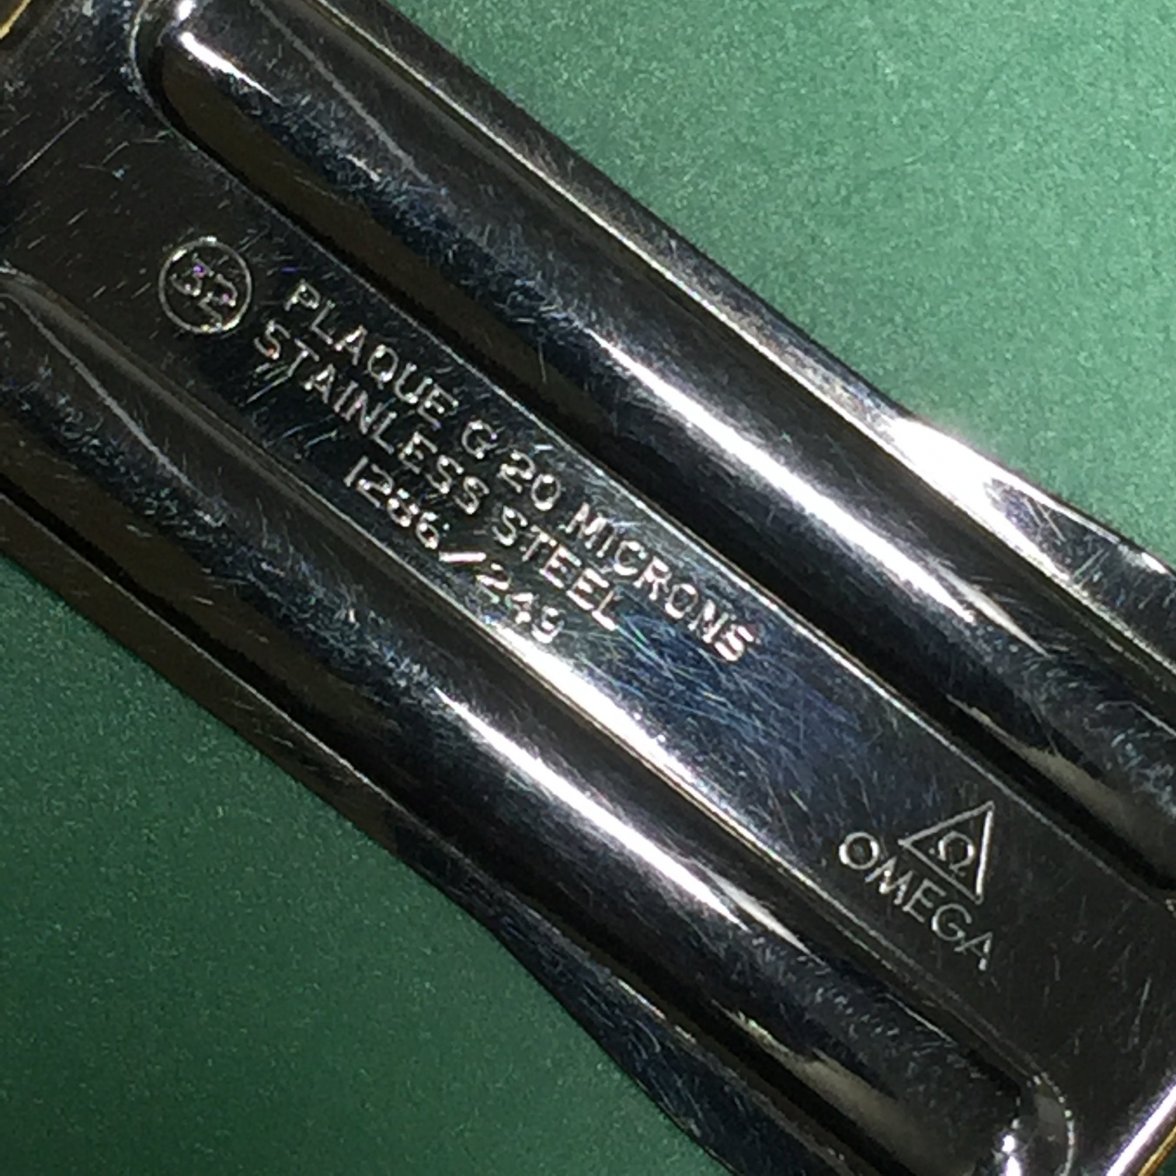 32
PLAQUE G 20 MICRONS
STAINLESS STEEL
1286/249
Ω
OMEGA